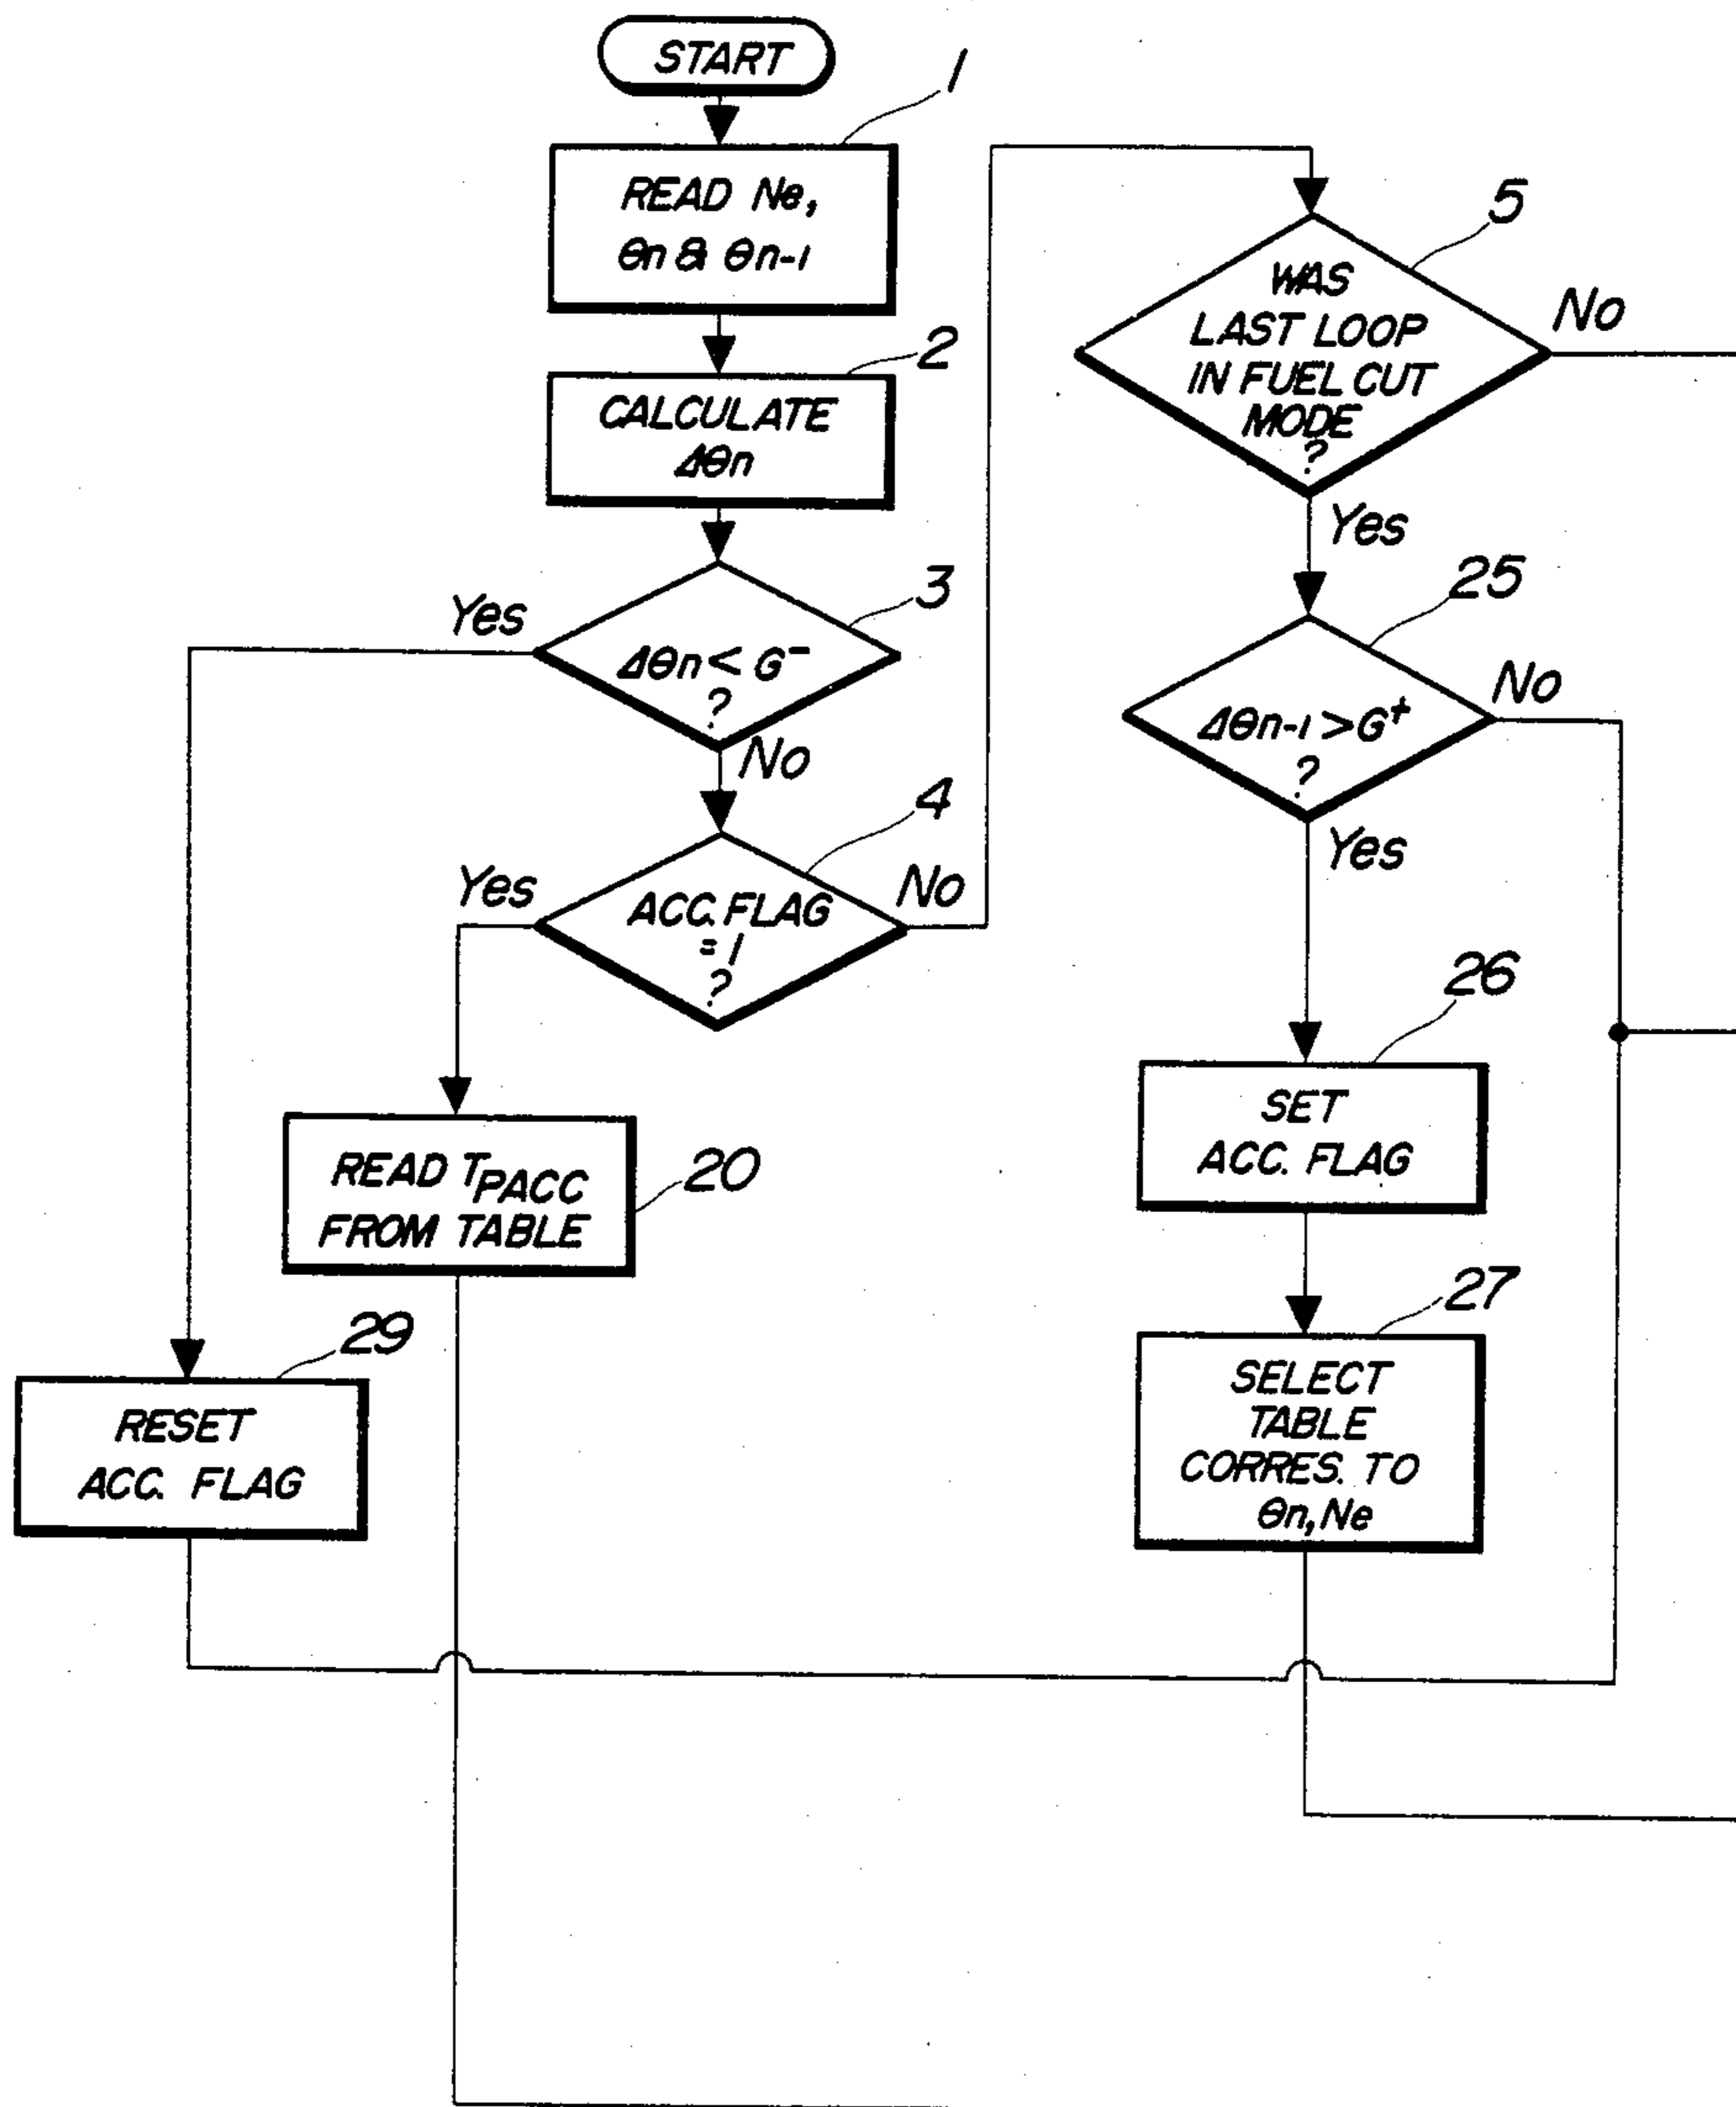 START
1
READ Ne,
θn & θn-1
2
CALCULATE
Δθn
3
Yes
Δθn < G⁻
?
No
4
Yes
No
ACC. FLAG
= 1
?
5
WAS
LAST LOOP
IN FUEL CUT
MODE
?
No
Yes
25
No
Δθn-1 > G⁺
?
Yes
26
SET
ACC. FLAG
20
READ TPACC
FROM TABLE
27
SELECT
TABLE
CORRES. TO
θn, Ne
29
RESET
ACC. FLAG